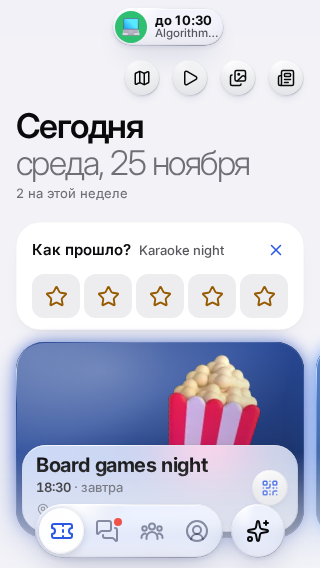 до 10:30
Algorithm...
Сегодня
среда, 25 ноября
2 на этой неделе
Как прошло? Karaoke night
Board games night
18:30 · завтра